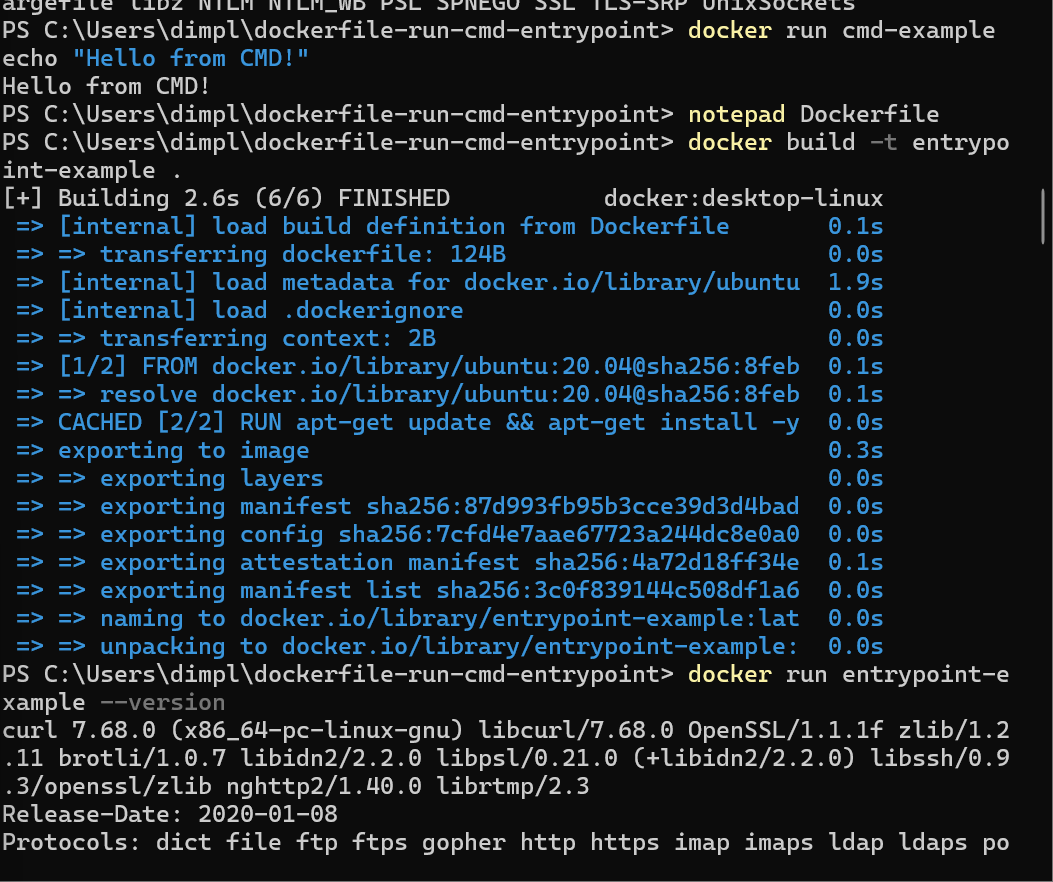 argefile libz NTLM NTLM_WB PSL SPNEGO SSL TLS-SRP UnixSockets
PS C:\Users\dimpl\dockerfile-run-cmd-entrypoint> docker run cmd-example
echo "Hello from CMD!"
Hello from CMD!
PS C:\Users\dimpl\dockerfile-run-cmd-entrypoint> notepad Dockerfile
PS C:\Users\dimpl\dockerfile-run-cmd-entrypoint> docker build -t entrypo
int-example .
[+] Building 2.6s (6/6) FINISHED docker:desktop-linux
=> [internal] load build definition from Dockerfile 0.1s
=> => transferring dockerfile: 124B 0.0s
=> [internal] load metadata for docker.io/library/ubuntu 1.9s
=> [internal] load .dockerignore 0.0s
=> => transferring context: 2B 0.0s
=> [1/2] FROM docker.io/library/ubuntu:20.04@sha256:8feb 0.1s
=> => resolve docker.io/library/ubuntu:20.04@sha256:8feb 0.1s
=> CACHED [2/2] RUN apt-get update && apt-get install -y 0.0s
=> exporting to image 0.3s
=> => exporting layers 0.0s
=> => exporting manifest sha256:87d993fb95b3cce39d3d4bad 0.0s
=> => exporting config sha256:7cfd4e7aae67723a244dc8e0a0 0.0s
=> => exporting attestation manifest sha256:4a72d18ff34e 0.1s
=> => exporting manifest list sha256:3c0f839144c508df1a6 0.0s
=> => naming to docker.io/library/entrypoint-example:lat 0.0s
=> => unpacking to docker.io/library/entrypoint-example: 0.0s
PS C:\Users\dimpl\dockerfile-run-cmd-entrypoint> docker run entrypoint-e
xample --version
curl 7.68.0 (x86_64-pc-linux-gnu) libcurl/7.68.0 OpenSSL/1.1.1f zlib/1.2
.11 brotli/1.0.7 libidn2/2.2.0 libpsl/0.21.0 (+libidn2/2.2.0) libssh/0.9
.3/openssl/zlib nghttp2/1.40.0 librtmp/2.3
Release-Date: 2020-01-08
Protocols: dict file ftp ftps gopher http https imap imaps ldap ldaps po